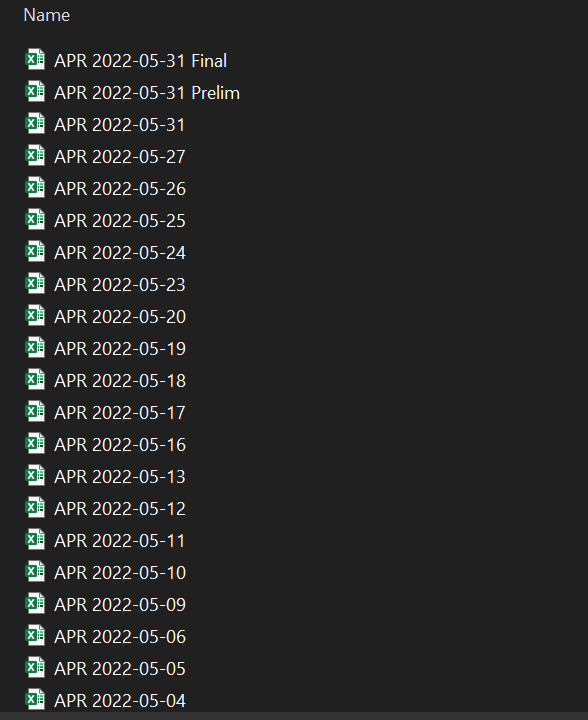 Name
APR 2022-05-31 Final
APR 2022-05-31 Prelim
APR 2022-05-31
APR 2022-05-27
APR 2022-05-26
APR 2022-05-25
APR 2022-05-24
APR 2022-05-23
APR 2022-05-20
APR 2022-05-19
APR 2022-05-18
APR 2022-05-17
APR 2022-05-16
APR 2022-05-13
APR 2022-05-12
APR 2022-05-11
APR 2022-05-10
APR 2022-05-09
APR 2022-05-06
APR 2022-05-05
APR 2022-05-04